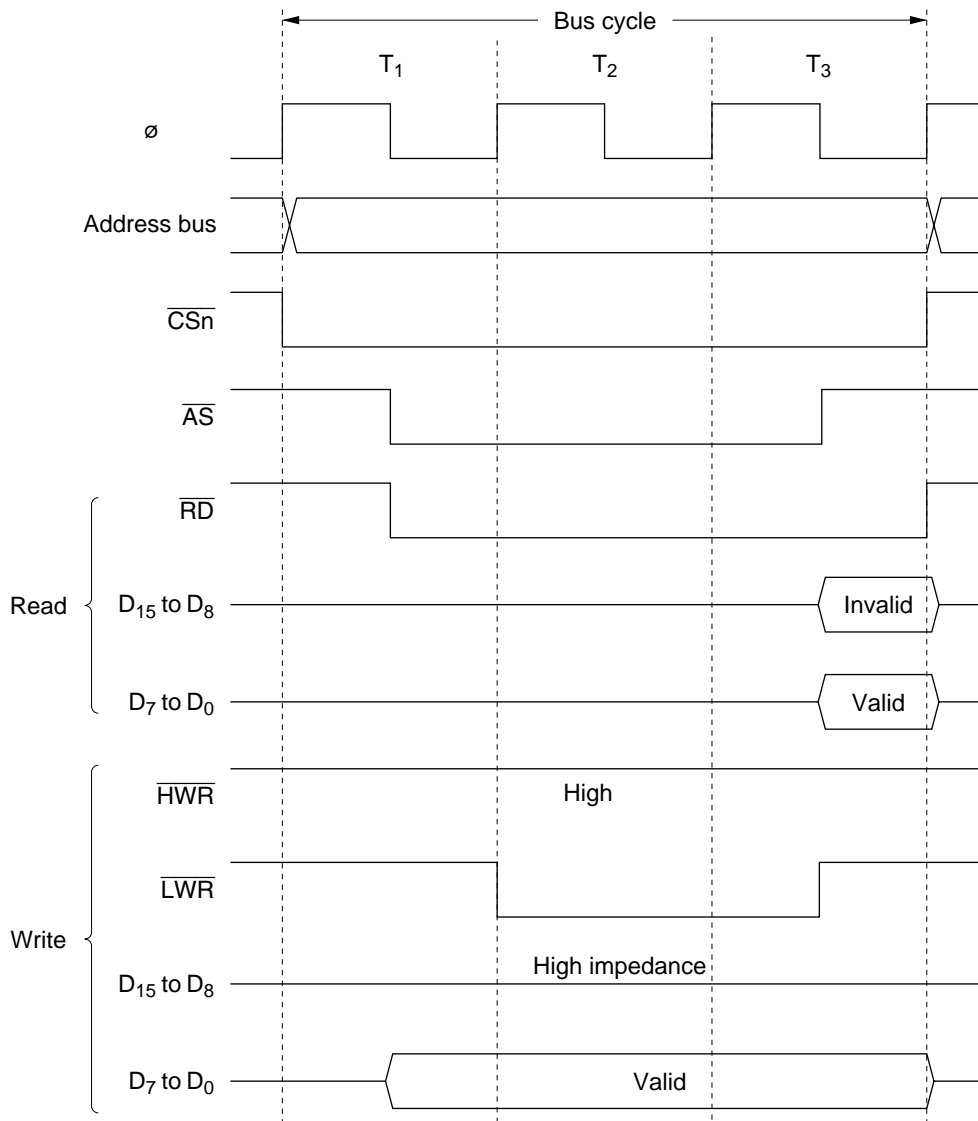 Bus cycle
T1 T2 T3
ø
Address bus
CSn
AS
RD
Read
D15 to D8 Invalid
D7 to D0 Valid
HWR High
LWR
Write
High impedance
D15 to D8
D7 to D0 Valid